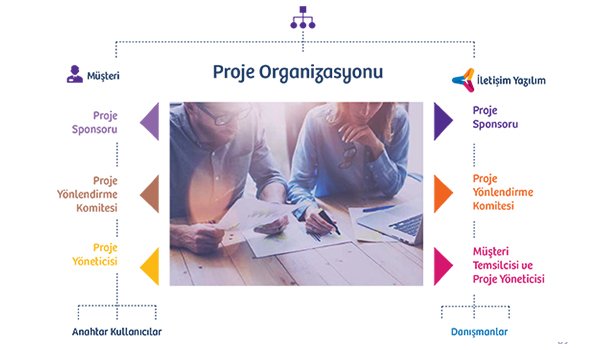 Proje Organizasyonu
Müşteri
Proje
Sponsoru
Proje
Yönlendirme
Komitesi
Proje
Yöneticisi
Anahtar Kullanıcılar
İletişim Yazılım
Proje
Sponsoru
Proje
Yönlendirme
Komitesi
Müşteri
Temsilcisi ve
Proje Yöneticisi
Danışmanlar